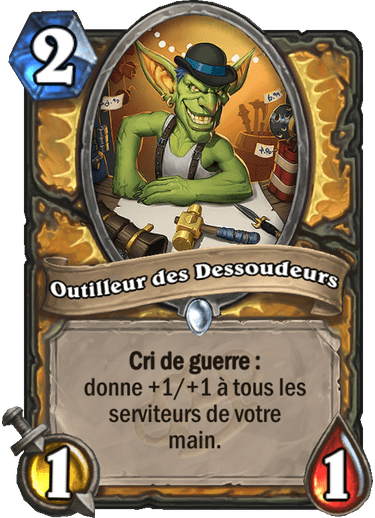 2
Outilleur des Dessoudeurs
Cri de guerre :
donne +1/+1 à tous les
serviteurs de votre
main.
1
1